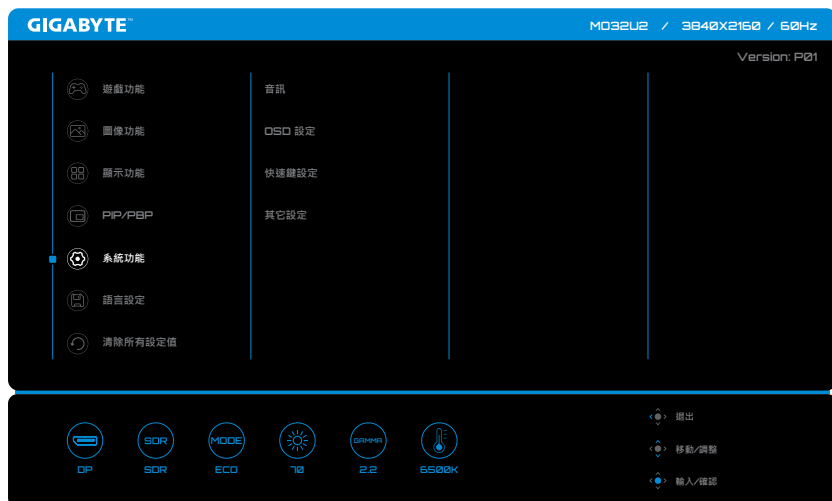 GIGABYTE™
MO32U2 / 3840X2160 / 60Hz
Version: P01
遊戲功能
圖像功能
顯示功能
PIP/PBP
系統功能
語言設定
清除所有設定值
音訊
OSD 設定
快速鍵設定
其它設定
SDR
MODE
GAMMA
DP
SDR
ECO
70
2.2
6500K
退出
移動/調整
輸入/確認